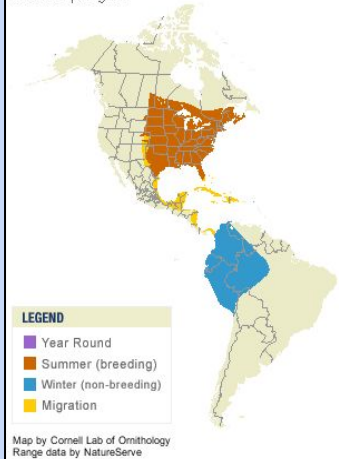 LEGEND
Year Round
Summer (breeding)
Winter (non-breeding)
Migration
Map by Cornell Lab of Ornithology
Range data by NatureServe